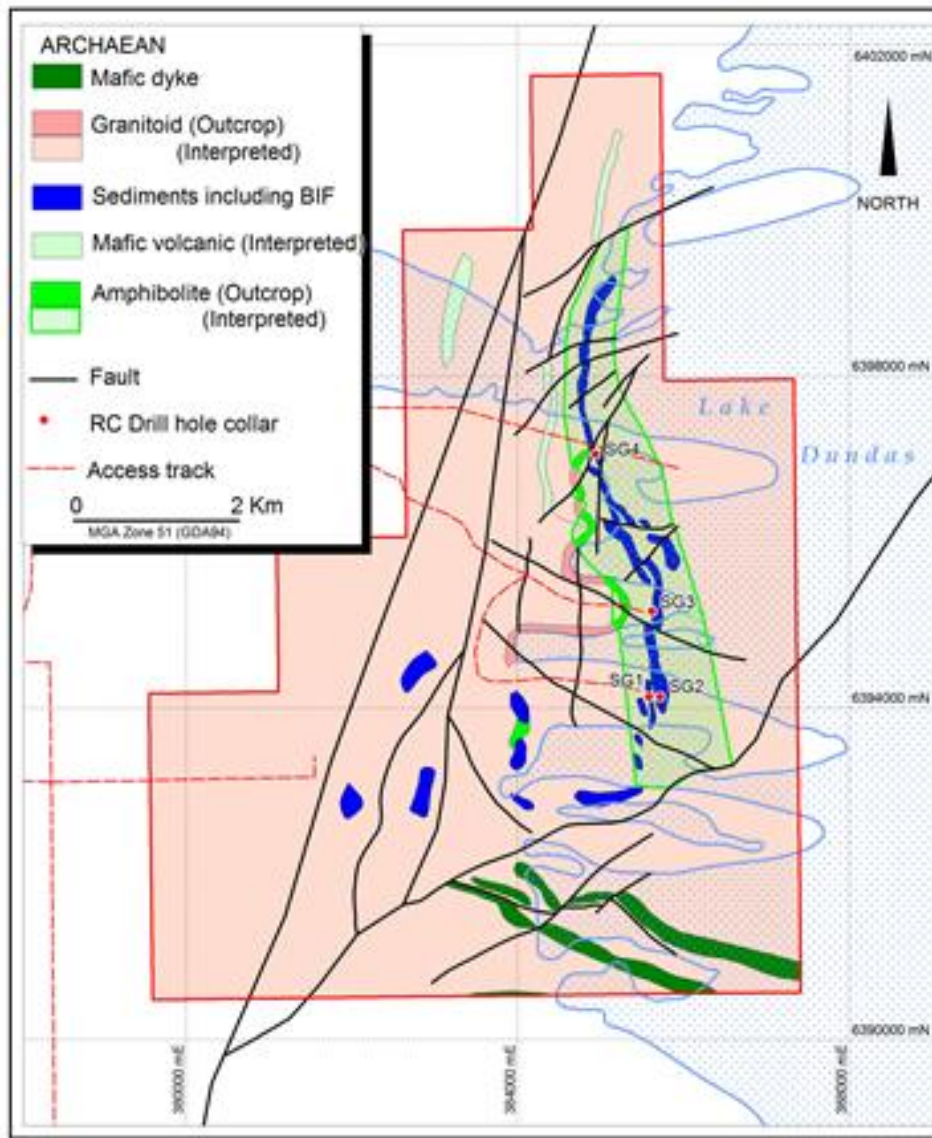 ARCHAEAN
Mafic dyke
Granitoid (Outcrop)
(Interpreted)
Sediments including BIF
Mafic volcanic (Interpreted)
Amphibolite (Outcrop)
(Interpreted)
Fault
RC Drill hole collar
Access track
0 2 Km
MGA Zone 51 (GDA94)
6402000 mN
NORTH
6398000 mN
Lake
Dundas
SG4
SG3
SG1
SG2
6394000 mN
6390000 mN
380000 mE
384000 mE
388000 mE